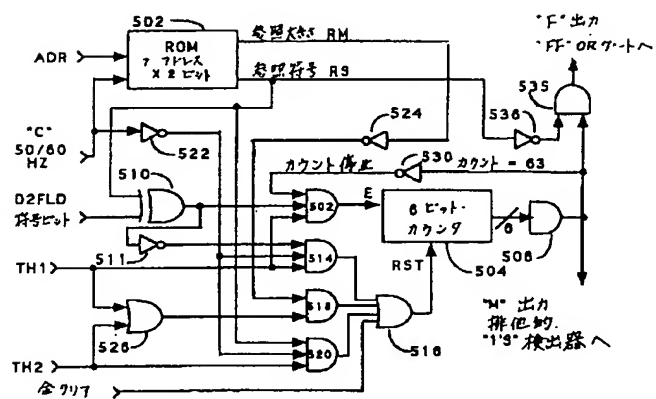 502
ADR
ROM
7 アドレス
X 2 ビット
参照大きさ RM
参照符号 RS
"F" 出力
"FF" ORゲートへ
535
536
524
"C"
50/60
HZ
522
カウント停止
530
カウント = 63
510
D2FLD
符号ビット
502
E
6 ビット・
カウンタ
6
506
504
511
514
RST
TH1
518
516
526
520
TH2
全クリア
"M" 出力
排他的
"1'S" 検出器へ